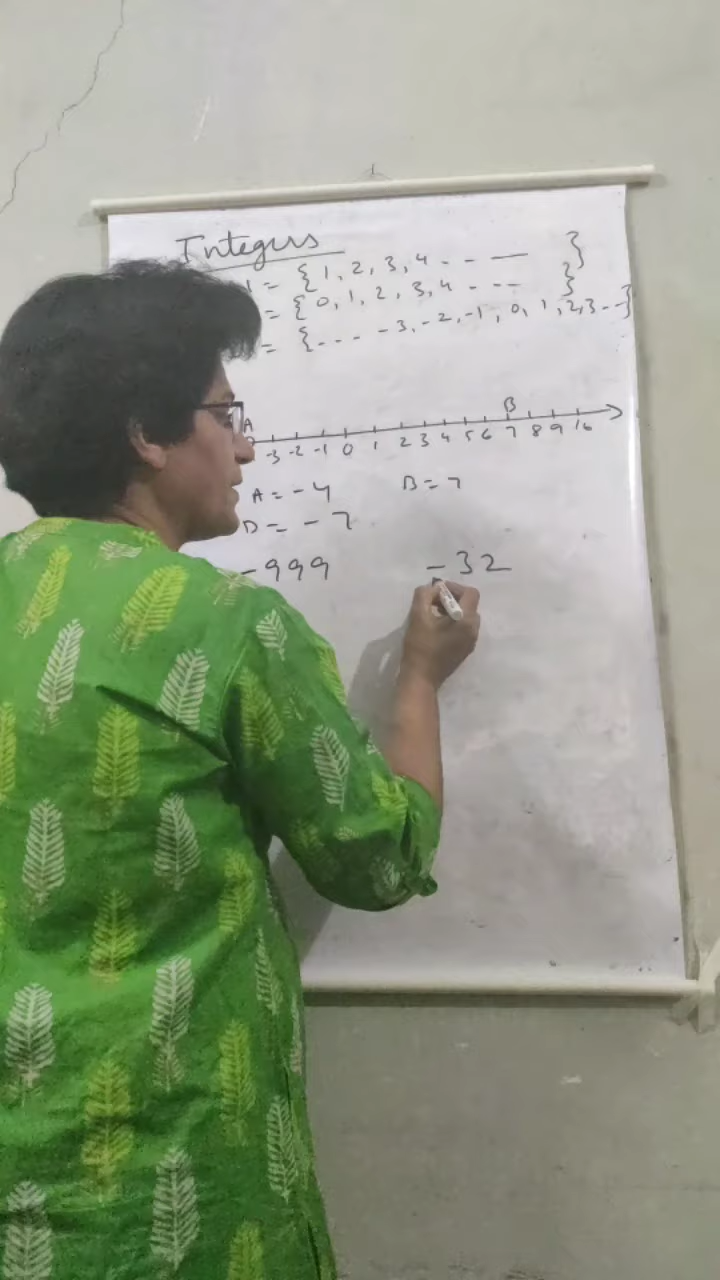 Integers
= { 1, 2, 3, 4 - - — }
= { 0, 1, 2, 3, 4 - - - }
= { - - - -3, -2, -1, 0, 1, 2, 3 - - }
A B
-3 -2 -1 0 1 2 3 4 5 6 7 8 9 10
A = -4 B = 7
D = -7
-999 -32